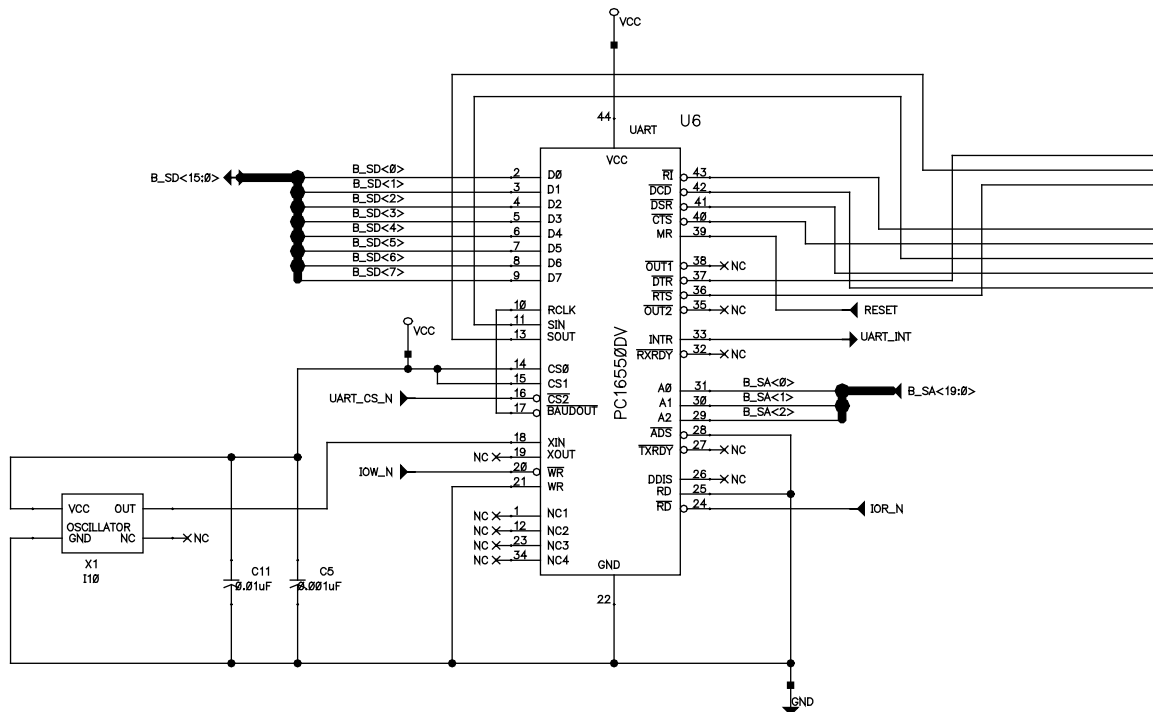 VCC
44
UART
U6
VCC
B_SD<15:0>
B_SD<0>
2
D0
B_SD<1>
3
D1
B_SD<2>
4
D2
B_SD<3>
5
D3
B_SD<4>
6
D4
B_SD<5>
7
D5
B_SD<6>
8
D6
B_SD<7>
9
D7
RI
43
DCD
42
DSR
41
CTS
40
MR
39
OUT1
38
NC
DTR
37
RTS
36
OUT2
35
NC
RESET
10
RCLK
11
SIN
13
SOUT
INTR
33
UART_INT
RXRDY
32
NC
VCC
14
CS0
15
CS1
UART_CS_N
16
CS2
17
BAUDOUT
PC16550DV
A0
31
B_SA<0>
B_SA<19:0>
A1
30
B_SA<1>
A2
29
B_SA<2>
ADS
28
TXRDY
27
NC
18
XIN
NC
19
XOUT
IOW_N
20
WR
21
WR
DDIS
26
NC
RD
25
RD
24
IOR_N
VCC
OUT
OSCILLATOR
GND
NC
NC
X1
I10
NC
1
NC1
NC
12
NC2
NC
23
NC3
NC
34
NC4
GND
22
C11
0.01uF
C5
0.001uF
GND